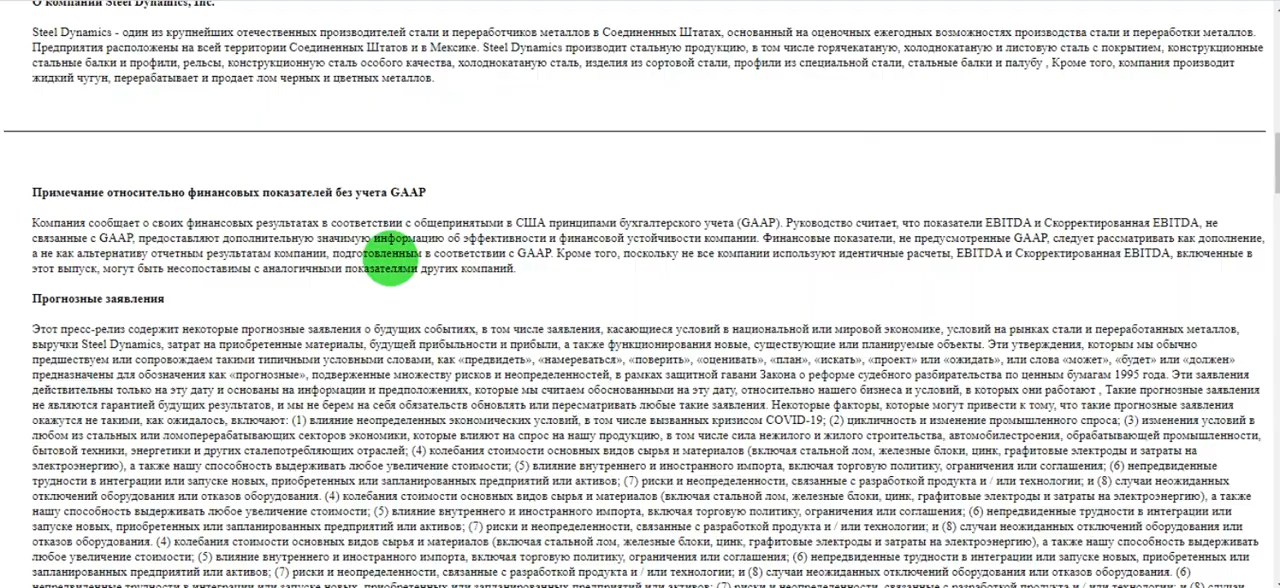 О компании Steel Dynamics, Inc.
Steel Dynamics - один из крупнейших отечественных производителей стали и переработчиков металлов в Соединенных Штатах, основанный на оценочных ежегодных возможностях производства стали и переработки металлов.
Предприятия расположены на всей территории Соединенных Штатов и в Мексике. Steel Dynamics производит стальную продукцию, в том числе горячекатаную, холоднокатаную и листовую сталь с покрытием, конструкционные
стальные балки и профили, рельсы, конструкционную сталь особого качества, холоднокатаную сталь, изделия из сортовой стали, профили из специальной стали, стальные балки и палубу , Кроме того, компания производит
жидкий чугун, перерабатывает и продает лом черных и цветных металлов.
Примечание относительно финансовых показателей без учета GAAP
Компания сообщает о своих финансовых результатах в соответствии с общепринятыми в США принципами бухгалтерского учета (GAAP). Руководство считает, что показатели EBITDA и Скорректированная EBITDA, не
связанные с GAAP, предоставляют дополнительную значимую информацию об эффективности и финансовой устойчивости компании. Финансовые показатели, не предусмотренные GAAP, следует рассматривать как дополнение,
а не как альтернативу отчетным результатам компании, подготовленным в соответствии с GAAP. Кроме того, поскольку не все компании используют идентичные расчеты, EBITDA и Скорректированная EBITDA, включенные в
этот выпуск, могут быть несопоставимы с аналогичными показателями других компаний.
Прогнозные заявления
Этот пресс-релиз содержит некоторые прогнозные заявления о будущих событиях, в том числе заявления, касающиеся условий в национальной или мировой экономике, условий на рынках стали и переработанных металлов,
выручки Steel Dynamics, затрат на приобретенные материалы, будущей прибыльности и прибыли, а также функционирования новые, существующие или планируемые объекты. Эти утверждения, которым мы обычно
предшествуем или сопровождаем такими типичными условными словами, как «предвидеть», «намереваться», «поверить», «оценивать», «план», «искать», «проект» или «ожидать», или слова «может», «будет» или «должен»
предназначены для обозначения как «прогнозные», подверженные множеству рисков и неопределенностей, в рамках защитной гавани Закона о реформе судебного разбирательства по ценным бумагам 1995 года. Эти заявления
действительны только на эту дату и основаны на информации и предположениях, которые мы считаем обоснованными на эту дату, относительно нашего бизнеса и условий, в которых они работают , Такие прогнозные заявления
не являются гарантией будущих результатов, и мы не берем на себя обязательств обновлять или пересматривать любые такие заявления. Некоторые факторы, которые могут привести к тому, что такие прогнозные заявления
окажутся не такими, как ожидалось, включают: (1) влияние неопределенных экономических условий, в том числе вызванных кризисом COVID-19; (2) цикличность и изменение промышленного спроса; (3) изменения условий в
любом из стальных или ломоперерабатывающих секторов экономики, которые влияют на спрос на нашу продукцию, в том числе сила нежилого и жилого строительства, автомобилестроения, обрабатывающей промышленности,
бытовой техники, энергетики и других сталепотребляющих отраслей; (4) колебания стоимости основных видов сырья и материалов (включая стальной лом, железные блоки, цинк, графитовые электроды и затраты на
электроэнергию), а также нашу способность выдерживать любое увеличение стоимости; (5) влияние внутреннего и иностранного импорта, включая торговую политику, ограничения или соглашения; (6) непредвиденные
трудности в интеграции или запуске новых, приобретенных или запланированных предприятий или активов; (7) риски и неопределенности, связанные с разработкой продукта и / или технологии; и (8) случаи неожиданных
отключений оборудования или отказов оборудования. (4) колебания стоимости основных видов сырья и материалов (включая стальной лом, железные блоки, цинк, графитовые электроды и затраты на электроэнергию), а также
нашу способность выдерживать любое увеличение стоимости; (5) влияние внутреннего и иностранного импорта, включая торговую политику, ограничения или соглашения; (6) непредвиденные трудности в интеграции или
запуске новых, приобретенных или запланированных предприятий или активов; (7) риски и неопределенности, связанные с разработкой продукта и / или технологии; и (8) случаи неожиданных отключений оборудования или
отказов оборудования. (4) колебания стоимости основных видов сырья и материалов (включая стальной лом, железные блоки, цинк, графитовые электроды и затраты на электроэнергию), а также нашу способность выдерживать
любое увеличение стоимости; (5) влияние внутреннего и иностранного импорта, включая торговую политику, ограничения или соглашения; (6) непредвиденные трудности в интеграции или запуске новых, приобретенных или
запланированных предприятий или активов; (7) риски и неопределенности, связанные с разработкой продукта и / или технологии; и (8) случаи неожиданных отключений оборудования или отказов оборудования. (6)
непредвиденные трудности в интеграции или запуске новых, приобретенных или запланированных предприятий или активов; (7) риски и неопределенности, связанные с разработкой продукта и / или технологии; и (8) случаи